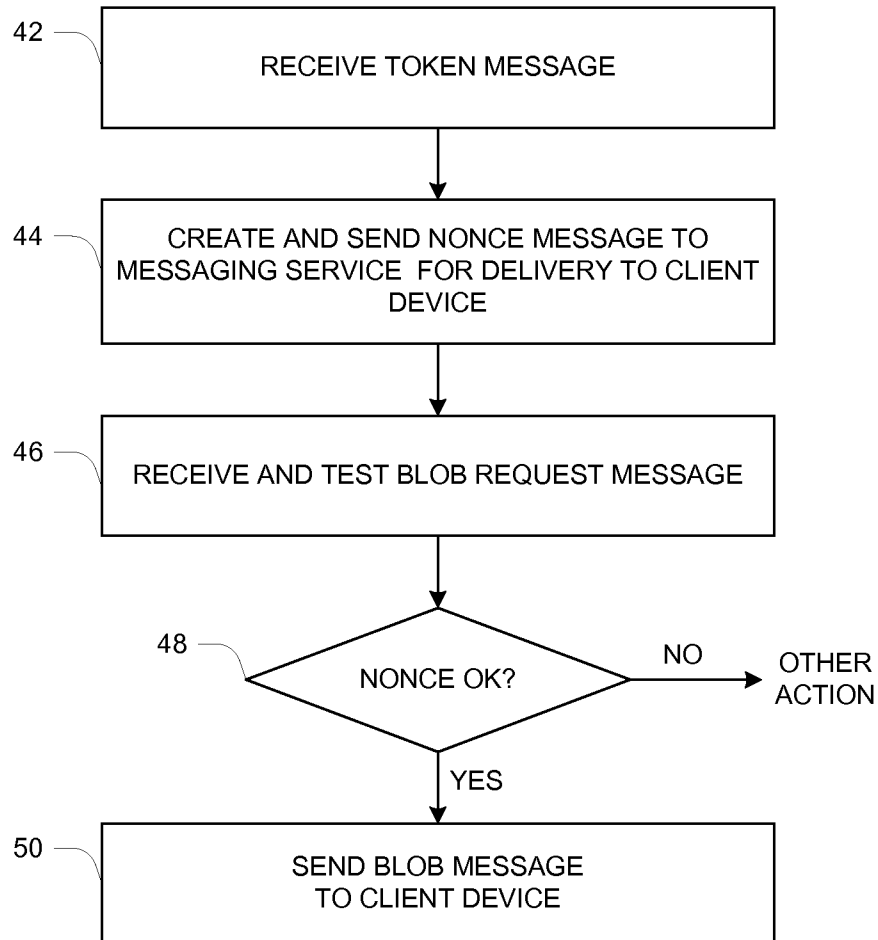 42
RECEIVE TOKEN MESSAGE
44
CREATE AND SEND NONCE MESSAGE TO
MESSAGING SERVICE FOR DELIVERY TO CLIENT
DEVICE
46
RECEIVE AND TEST BLOB REQUEST MESSAGE
48
NONCE OK?
NO
OTHER
ACTION
YES
50
SEND BLOB MESSAGE
TO CLIENT DEVICE